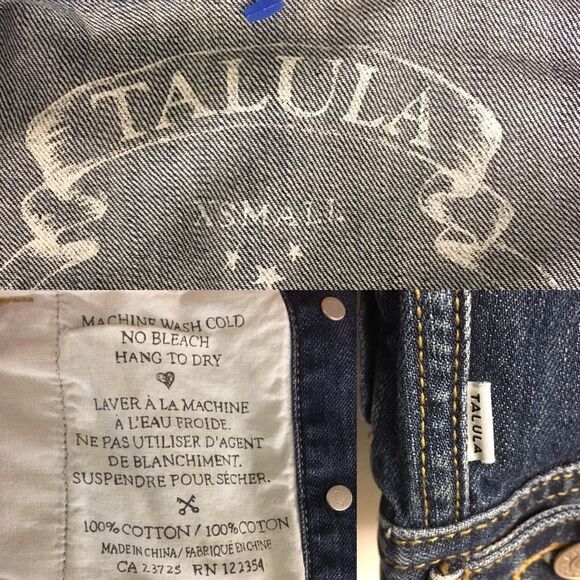 TALULA
SMALL
MACHINE WASH COLD
NO BLEACH
HANG TO DRY
LAVER À LA MACHINE
À L'EAU FROIDE.
NE PAS UTILISER D'AGENT
DE BLANCHIMENT.
SUSPENDRE POUR SÉCHER.
100% COTTON / 100% COTON
MADE IN CHINA / FABRIQUÉ EN CHINE
CA 23725 RN 122354
TALULA